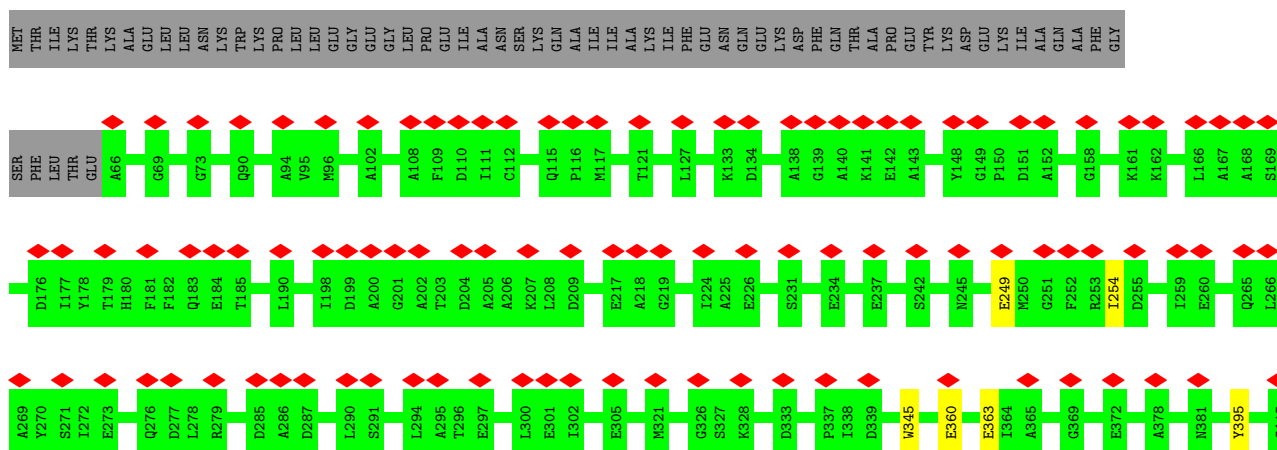 MET THR ILE LYS THR LYS ALA GLU LEU LEU ASN LYS TRP LYS PRO LEU LEU GLU GLY GLU GLY LEU PRO GLU ILE ALA ASN SER LYS GLN ALA ILE ILE ALA LYS ILE PHE GLU ASN GLN GLU LYS ASP PHE GLN THR ALA PRO GLU TYR LYS ASP GLU LYS ILE ALA GLN ALA PHE GLY
SER PHE LEU THR GLU A66 G69 G73 Q90 A94 V95 M96 A102 A108 F109 D110 I111 C112 Q115 P116 M117 T121 L127 K133 D134 A138 G139 A140 K141 E142 A143 Y148 G149 P150 D151 A152 G158 K161 K162 L166 A167 A168 S169
D176 I177 Y178 T179 H180 F181 F182 Q183 E184 T185 L190 I198 D199 A200 G201 A202 T203 D204 A205 A206 K207 L208 D209 E217 A218 G219 I224 A225 E226 S231 E234 E237 S242 N245 E249 M250 G251 F252 R253 I254 D255 I259 E260 Q265 L266
A269 Y270 S271 I272 E273 Q276 D277 L278 R279 D285 A286 D287 L290 S291 L294 A295 T296 E297 L300 E301 I302 E305 M321 G326 S327 K328 D333 P337 I338 D339 W345 E360 E363 I364 A365 G369 E372 A378 N381 Y395